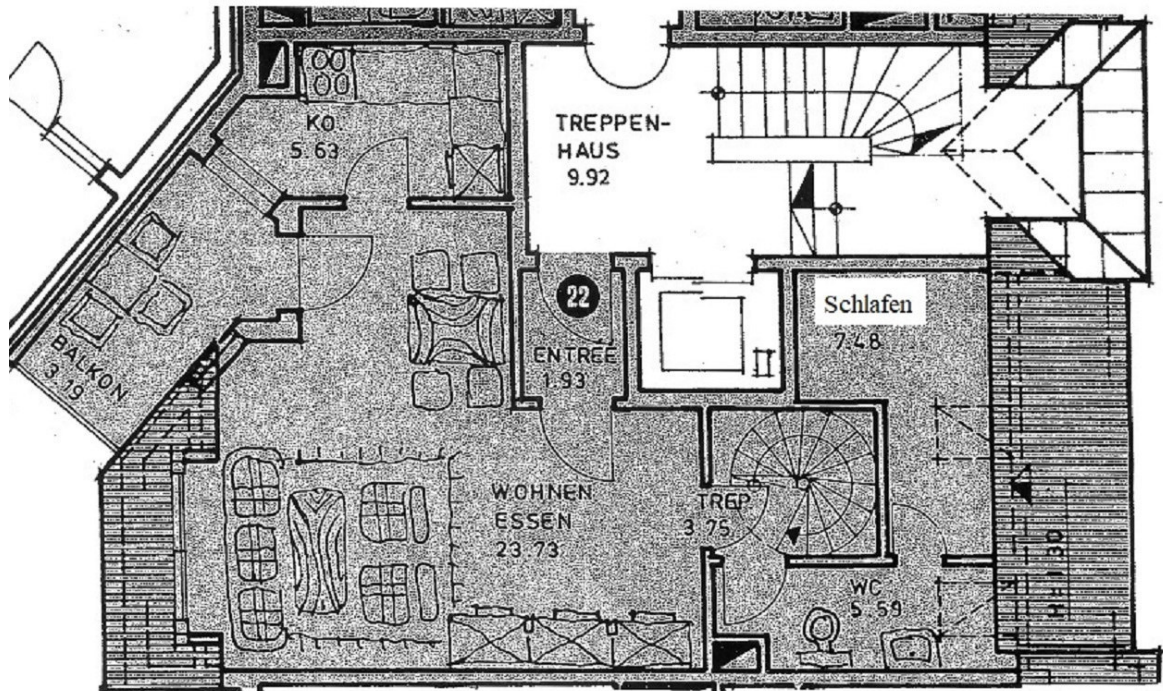 KO.
5.63
TREPPEN-
HAUS
9.92
22
Schlafen
7.48
ENTREE
1.93
BALKON
3.19
WOHNEN
ESSEN
23.73
TREP.
3.75
WC
5.59
H=1.30